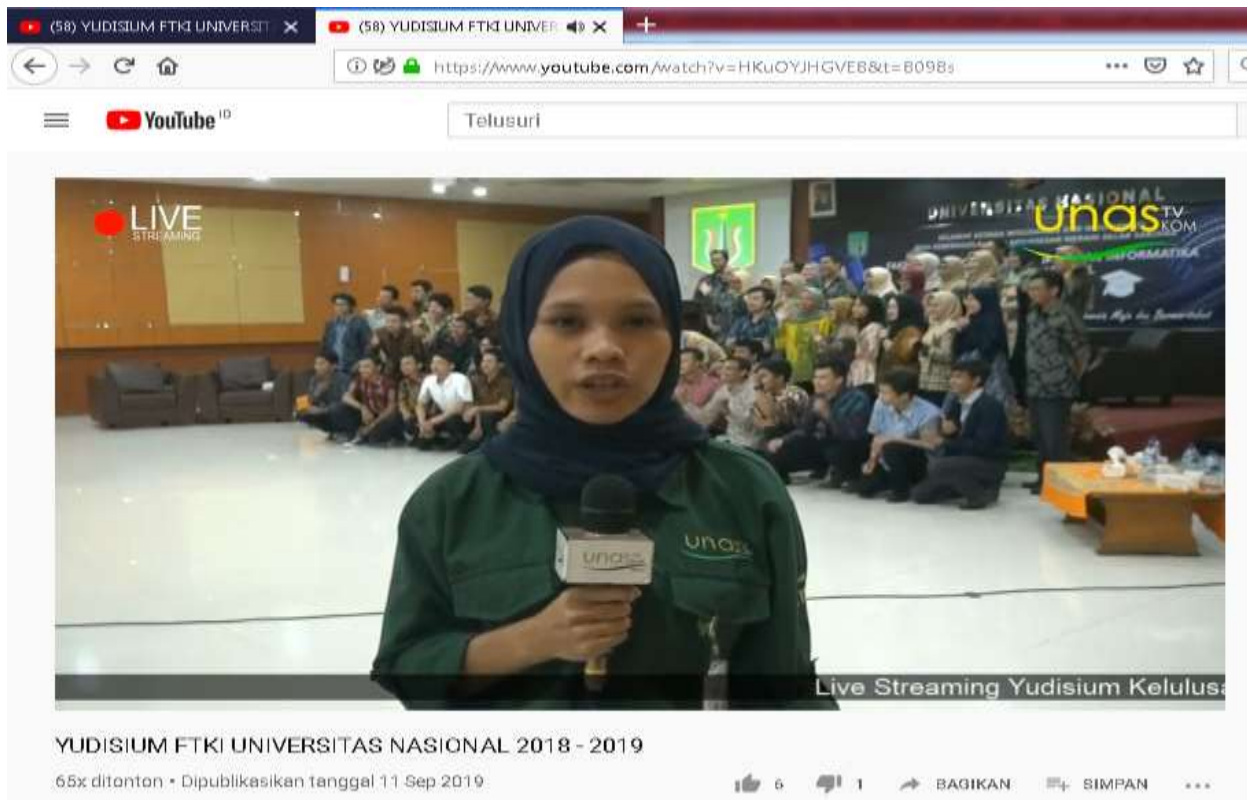 (58) YUDISIUM FTKI UNIVERSIT
(58) YUDISIUM FTKI UNIVER
https://www.youtube.com/watch?v=HKuOYJHGVE8&t=8098s
YouTube ID
Telusuri
LIVE
STREAMING
UNIVERSITAS NASIONAL
unas TV
KOM
INFORMATIKA
unas
unas
Live Streaming Yudisium Kelulusa
YUDISIUM FTKI UNIVERSITAS NASIONAL 2018 - 2019
65x ditonton • Dipublikasikan tanggal 11 Sep 2019
6 1 BAGIKAN SIMPAN